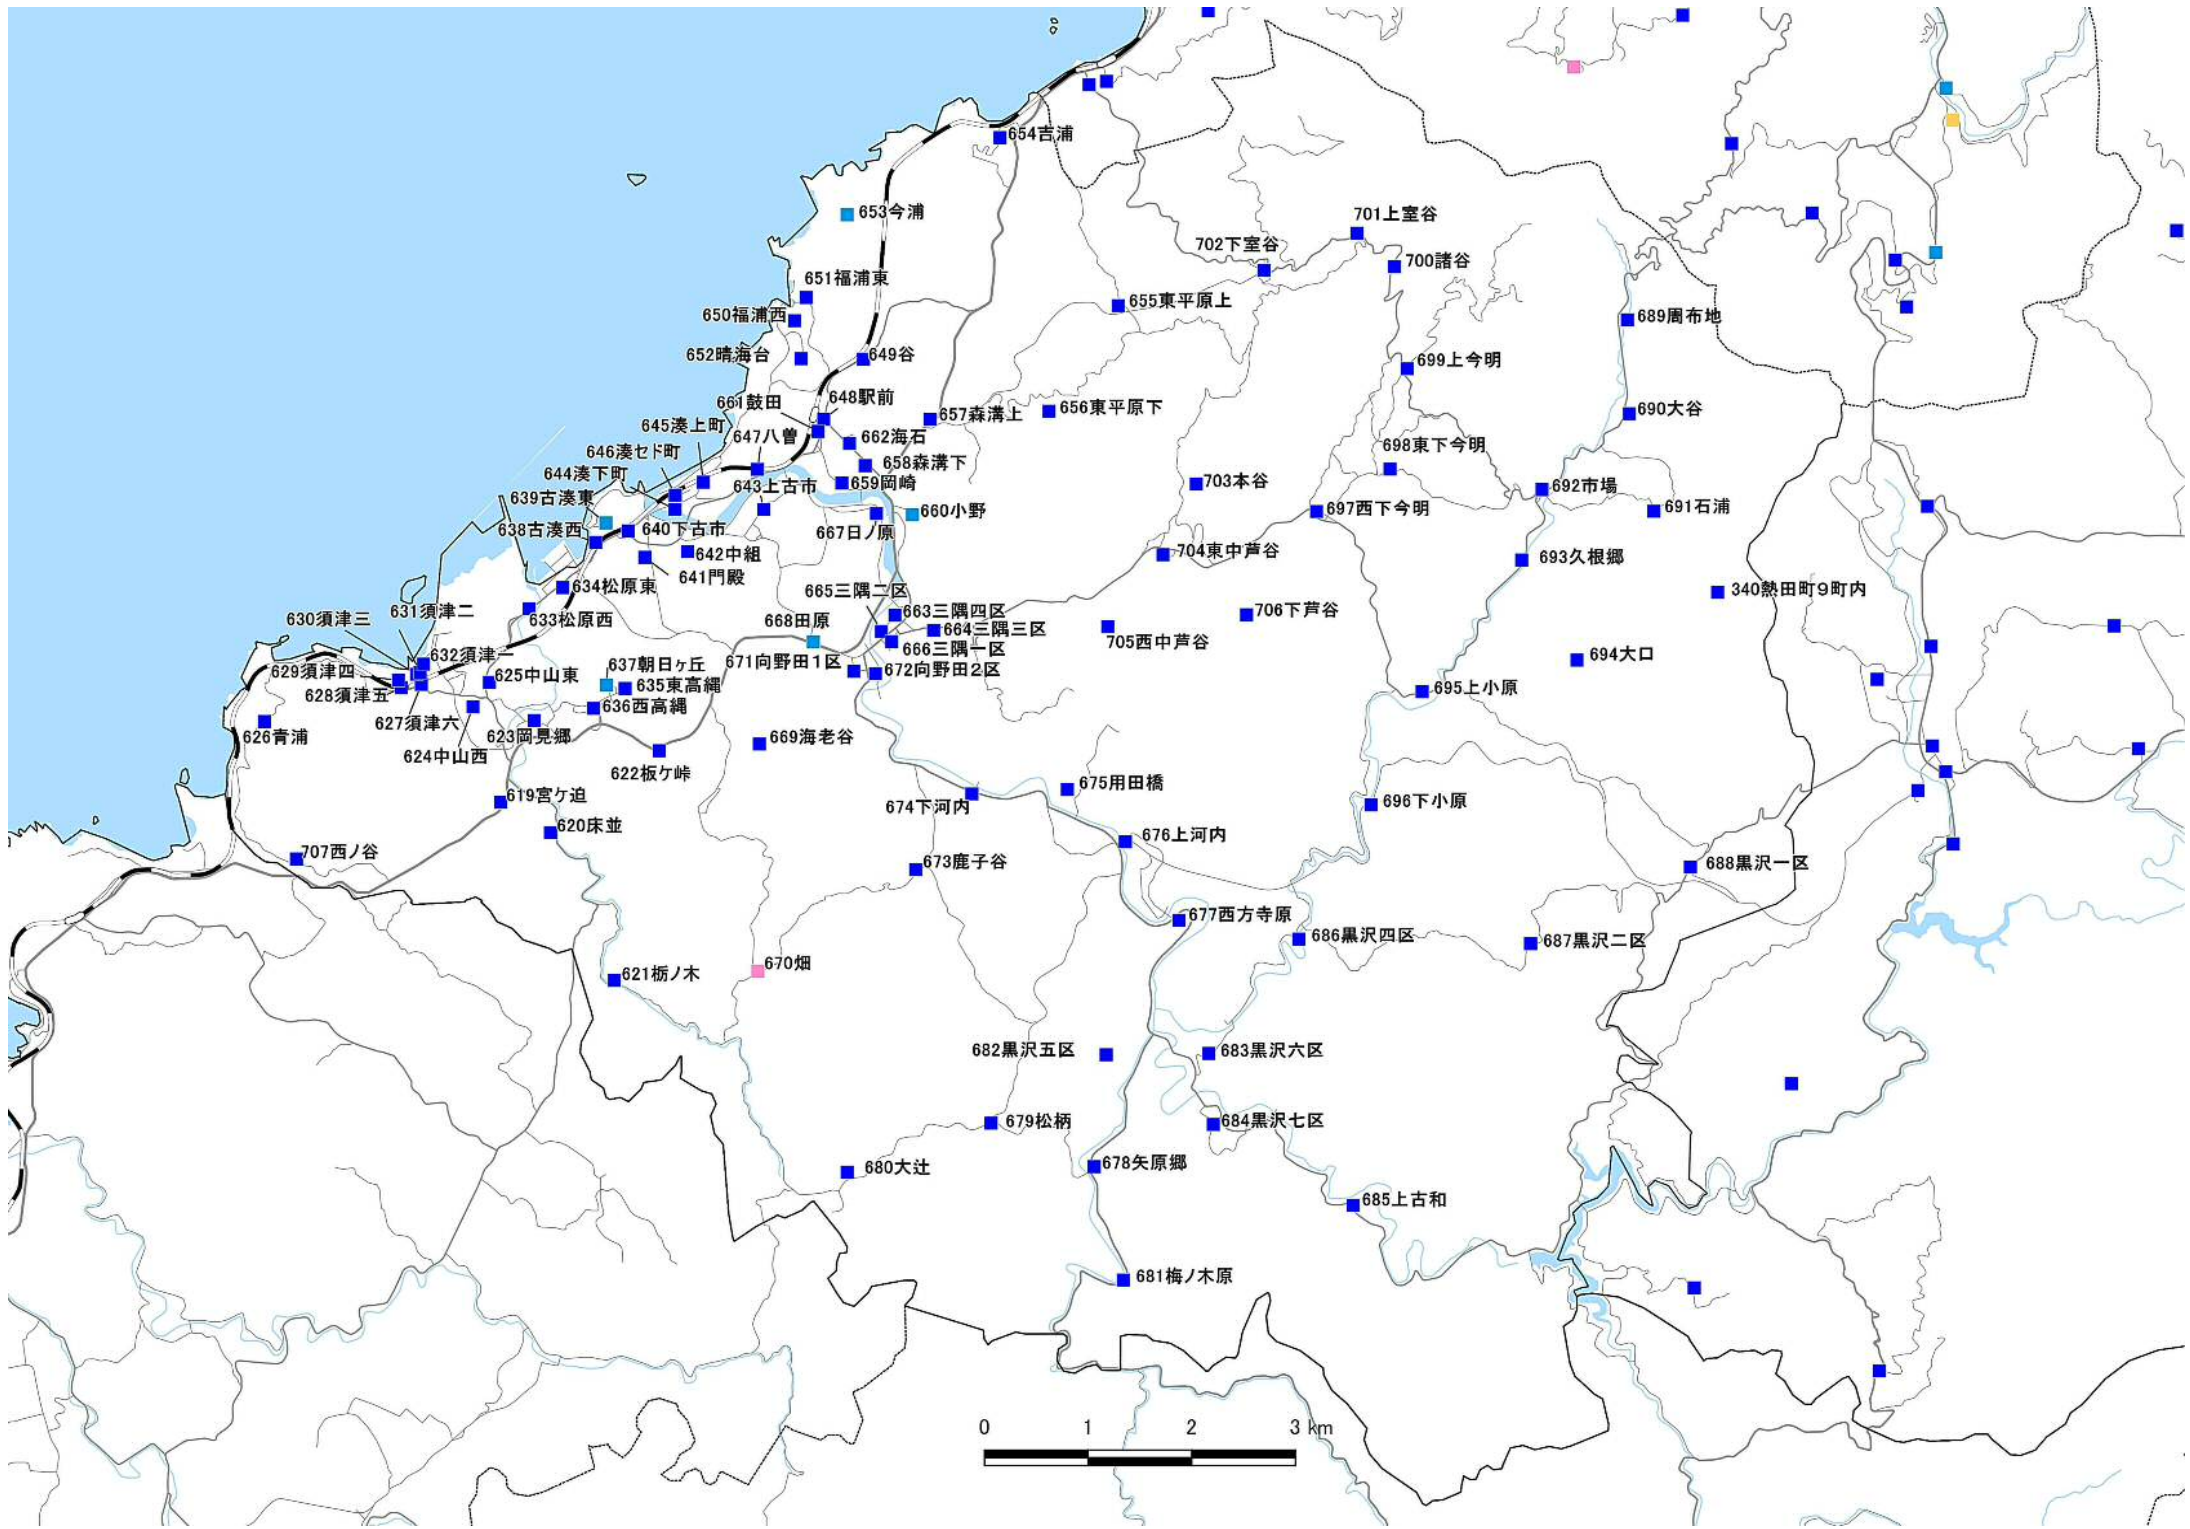 654吉浦
653今浦
701上室谷
702下室谷
700諸谷
651福浦東
655東平原上
650福浦西
689周布地
652晴海台
649谷
699上今明
661鼓田
648駅前
657森溝上
656東平原下
690大谷
645湊上町
647八曽
662海石
698東下今明
646湊セド町
658森溝下
644湊下町
643上古市
659岡崎
703本谷
692市場
639古湊東
660小野
697西下今明
691石浦
638古湊西
640下古市
667日ノ原
642中組
704東中芦谷
693久根郷
641門殿
634松原東
665三隅二区
340熱田町9町内
631須津二
663三隅四区
706下芦谷
630須津三
633松原西
668田原
664三隅三区
705西中芦谷
632須津一
666三隅一区
694大口
629須津四
625中山東
637朝日ヶ丘
671向野田1区
672向野田2区
628須津五
635東高縄
695上小原
627須津六
636西高縄
626青浦
624中山西
623岡見郷
669海老谷
622板ケ峠
675用田橋
619宮ケ迫
674下河内
696下小原
620床並
676上河内
707西ノ谷
673鹿子谷
688黒沢一区
677西方寺原
686黒沢四区
687黒沢二区
670畑
621栃ノ木
682黒沢五区
683黒沢六区
679松柄
684黒沢七区
678矢原郷
680大辻
685上古和
681梅ノ木原
0 1 2 3 km